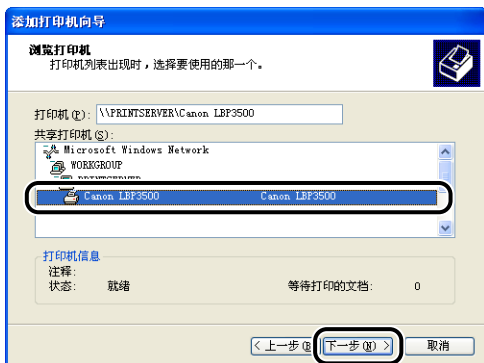 添加打印机向导
浏览打印机
打印机列表出现时，选择要使用的那一个。
打印机(P): \\PRINTSERVER\Canon LBP3500
共享打印机(S):
Microsoft Windows Network
WORKGROUP
PRINTSERVER
Canon LBP3500 Canon LBP3500
打印机信息
注释:
状态: 就绪 等待打印的文档: 0
< 上一步(B 下一步(N) > 取消